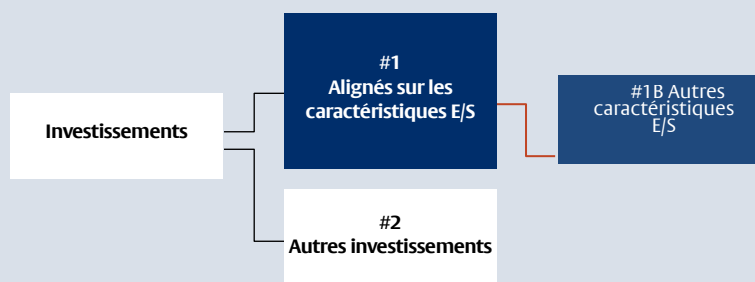 Investissements
#1
Alignés sur les
caractéristiques E/S
#1B Autres
caractéristiques
E/S
#2
Autres investissements